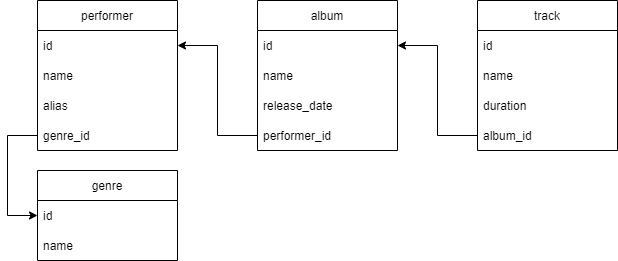 performer
id
name
alias
genre_id
album
id
name
release_date
performer_id
track
id
name
duration
album_id
genre
id
name